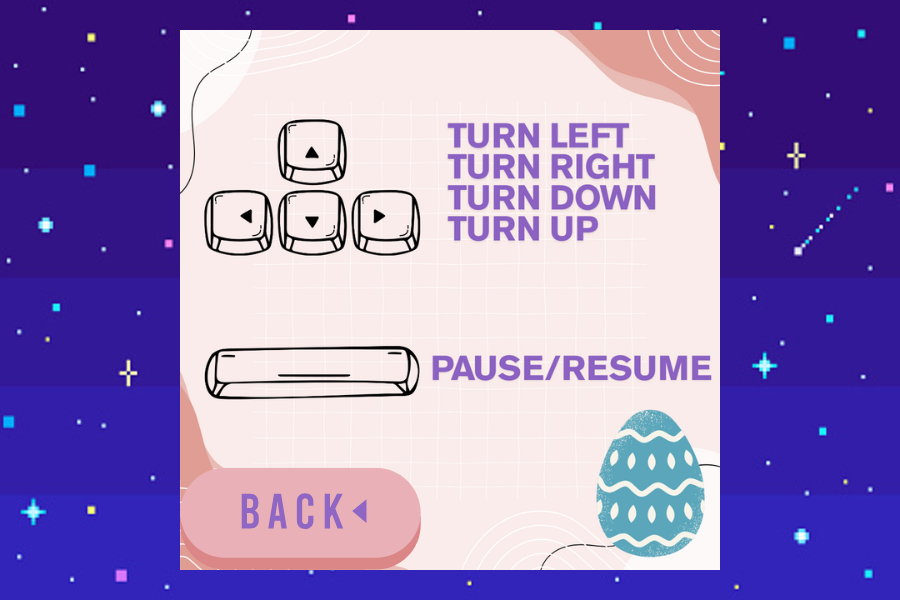 TURN LEFT
TURN RIGHT
TURN DOWN
TURN UP
PAUSE/RESUME
BACK